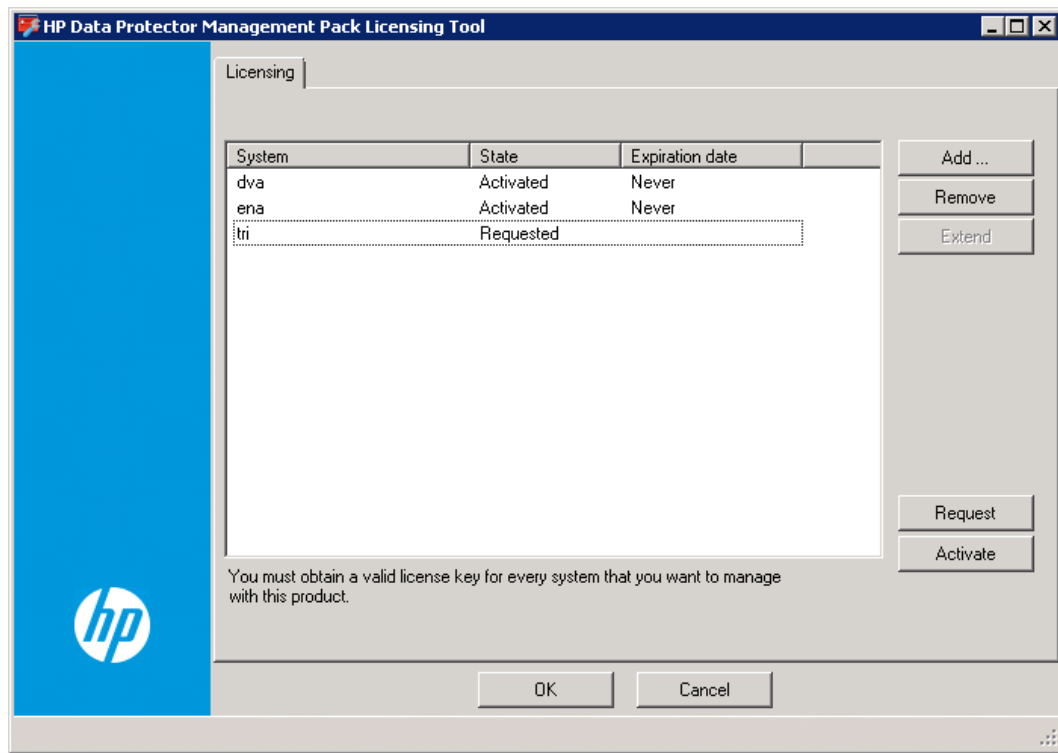 HP Data Protector Management Pack Licensing Tool
Licensing
System State Expiration date
dva Activated Never
ena Activated Never
tri Requested
Add ...
Remove
Extend
Request
Activate
You must obtain a valid license key for every system that you want to manage
with this product.
hp
OK Cancel